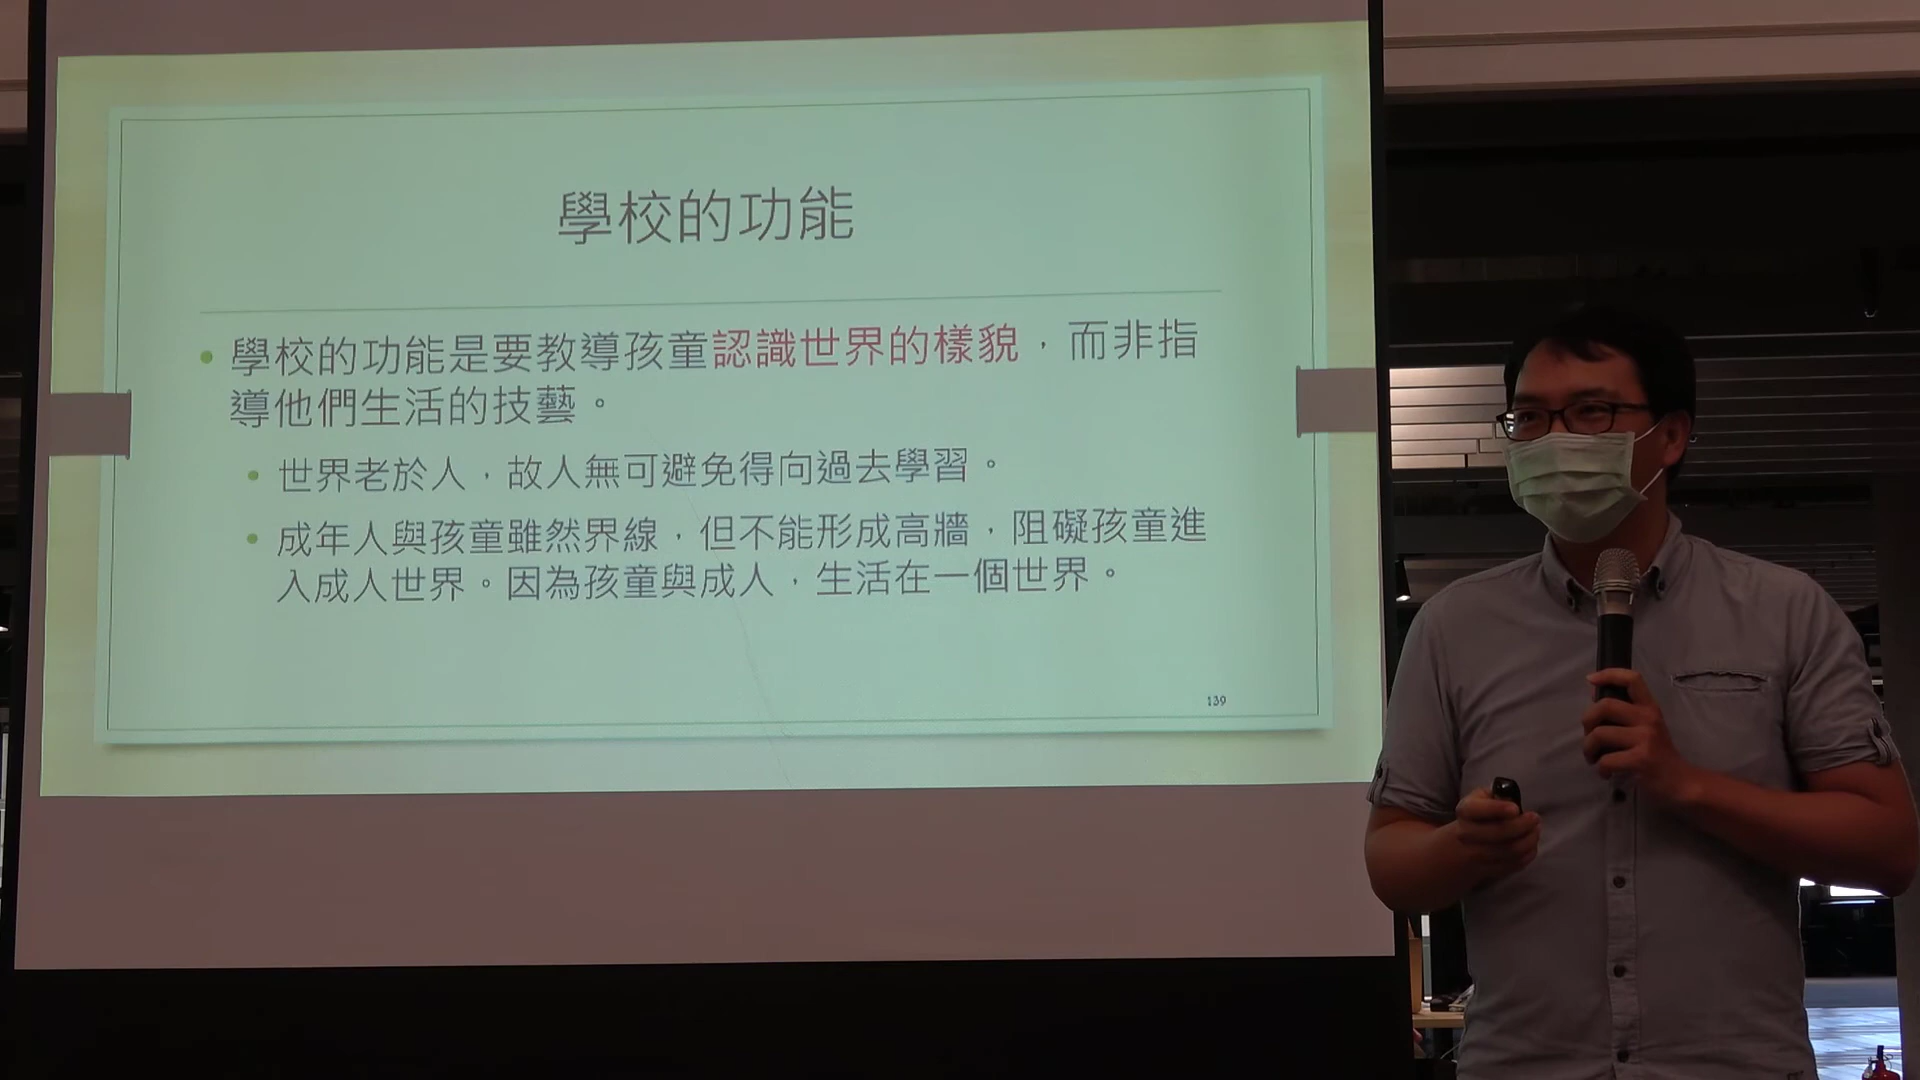 學校的功能
學校的功能是要教導孩童認識世界的樣貌，而非指
導他們生活的技藝。
世界老於人，故人無可避免得向過去學習。
成年人與孩童雖然界線，但不能形成高牆，阻礙孩童進
入成人世界。因為孩童與成人，生活在一個世界。
139